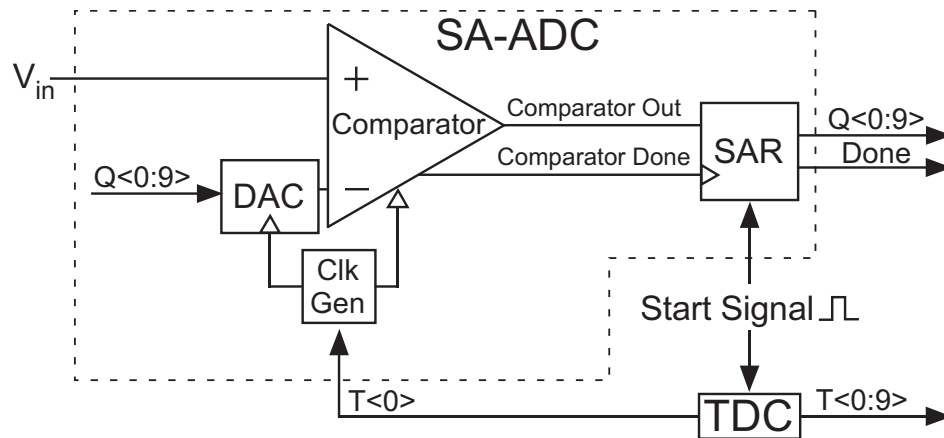 SA-ADC
Vin
+
Comparator
Comparator Out
Comparator Done
SAR
Q<0:9>
Done
Q<0:9>
DAC
−
Clk
Gen
Start Signal
T<0>
TDC
T<0:9>